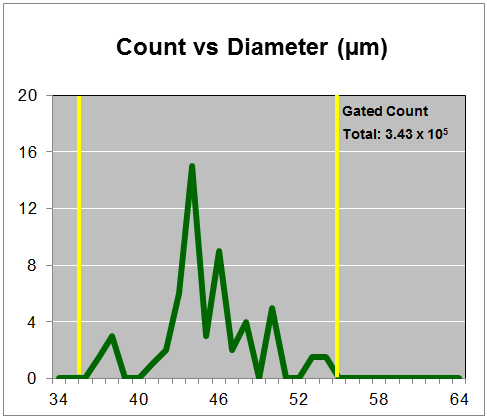 Count vs Diameter (µm)
Gated Count
Total: 3.43 x 10⁵
20
16
12
8
4
0
34 40 46 52 58 64